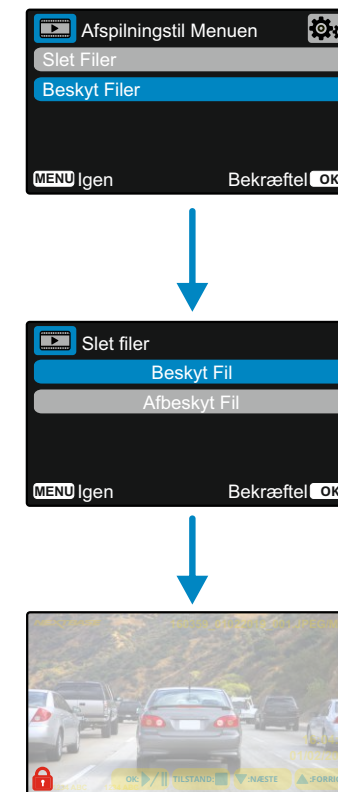 Afspilningstil Menuen
Slet Filer
Beskyt Filer
MENU Igen Bekræftel OK
Slet filer
Beskyt Fil
Afbeskyt Fil
MENU Igen Bekræftel OK
OK: TILSTAND: :NÆSTE